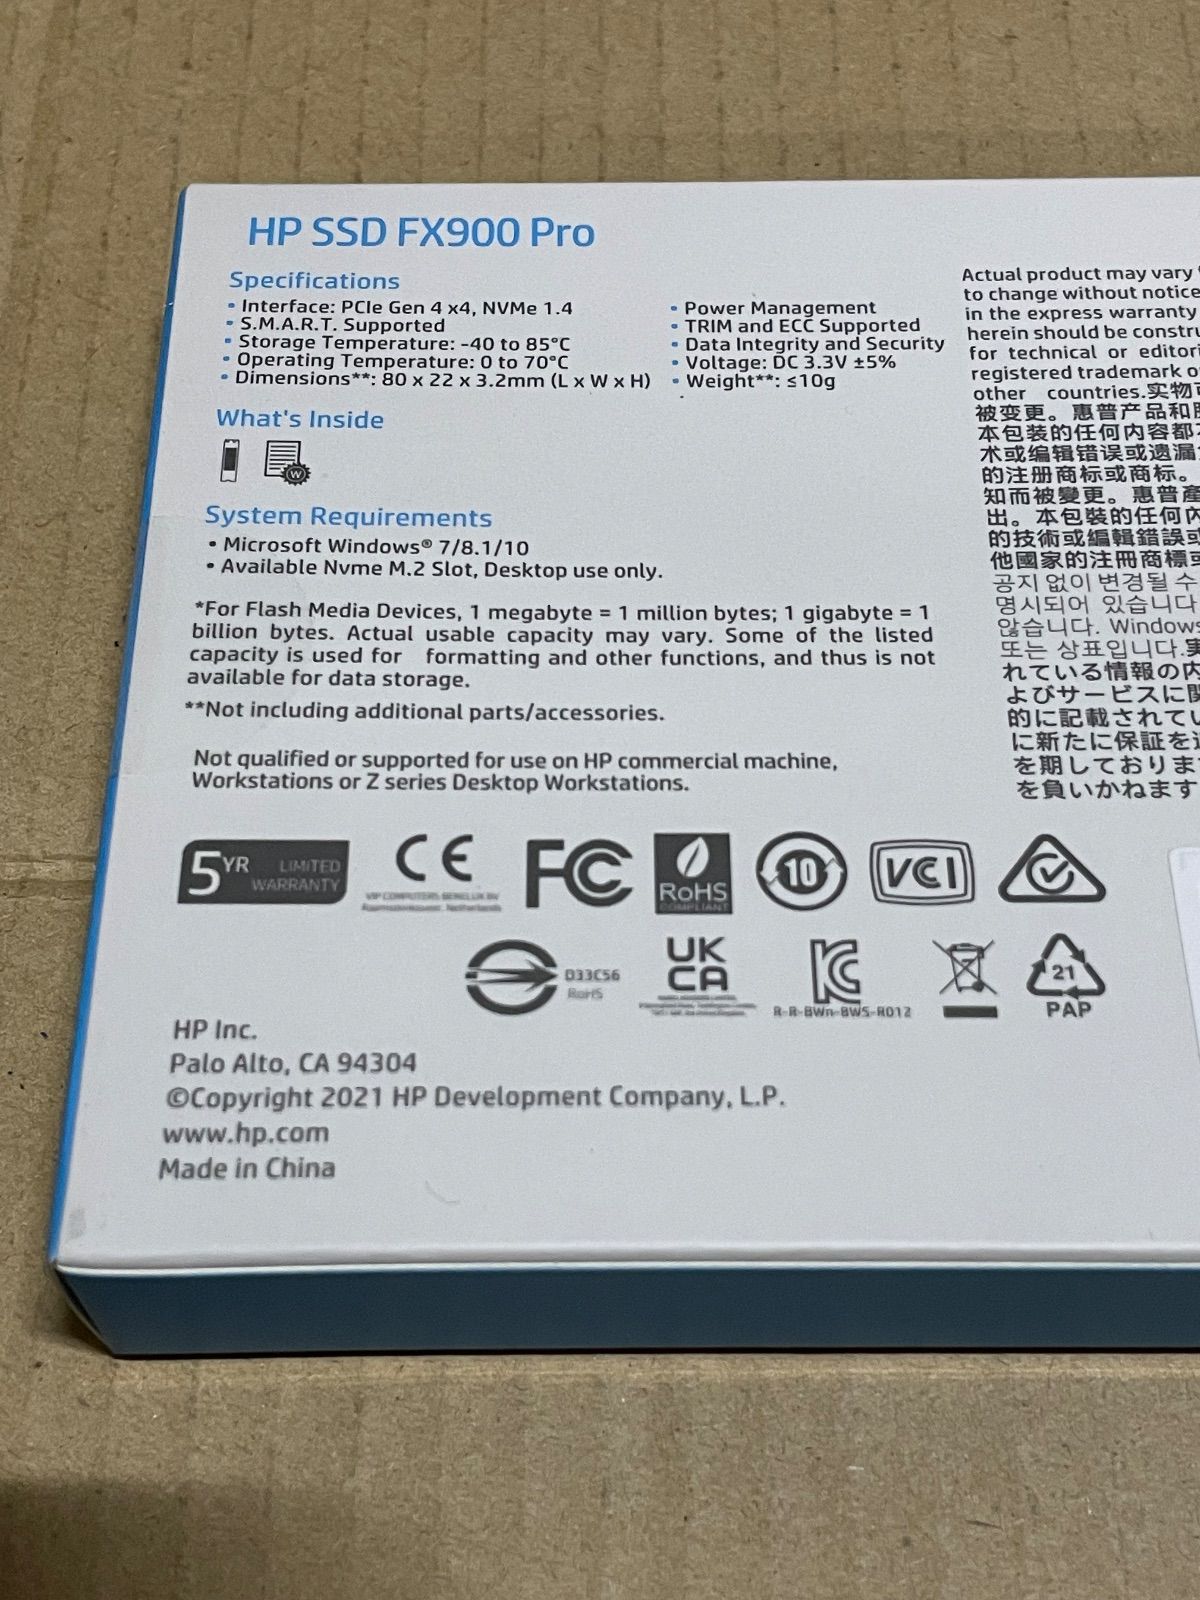 HP SSD FX900 Pro
Specifications
• Interface: PCIe Gen 4 x4, NVMe 1.4
• S.M.A.R.T. Supported
• Storage Temperature: -40 to 85°C
• Operating Temperature: 0 to 70°C
• Dimensions**: 80 x 22 x 3.2mm (L x W x H)
• Power Management
• TRIM and ECC Supported
• Data Integrity and Security
• Voltage: DC 3.3V ±5%
• Weight**: ≤10g
What's Inside
W
System Requirements
• Microsoft Windows® 7/8.1/10
• Available Nvme M.2 Slot, Desktop use only.
*For Flash Media Devices, 1 megabyte = 1 million bytes; 1 gigabyte = 1
billion bytes. Actual usable capacity may vary. Some of the listed
capacity is used for formatting and other functions, and thus is not
available for data storage.
**Not including additional parts/accessories.
Not qualified or supported for use on HP commercial machine,
Workstations or Z series Desktop Workstations.
Actual product may vary
to change without notice
in the express warranty
herein should be constru
for technical or editori
registered trademark o
other countries.实物可
被变更。惠普产品和
本包装的任何内容都
术或编辑错误或遗漏
的注册商标或商标。
知而被變更。惠普產
出。本包裝的任何內
的技術或編輯錯誤或
他國家的注冊商標或
공지 없이 변경될 수
명시되어 있습니다
않습니다. Windows
또는 상표입니다.実
れている情報の内
よびサービスに関
的に記載されてい
に新たに保証を追
を期しておりま
を負いかねます
5YR LIMITED WARRANTY
CE
VIP COMPUTERS BENELUX BV
FC
RoHS
COMPLIANT
10
VCI
D33C56
RoHS
UK
CA
R-R-BWn-BWS-R012
21
PAP
HP Inc.
Palo Alto, CA 94304
©Copyright 2021 HP Development Company, L.P.
www.hp.com
Made in China